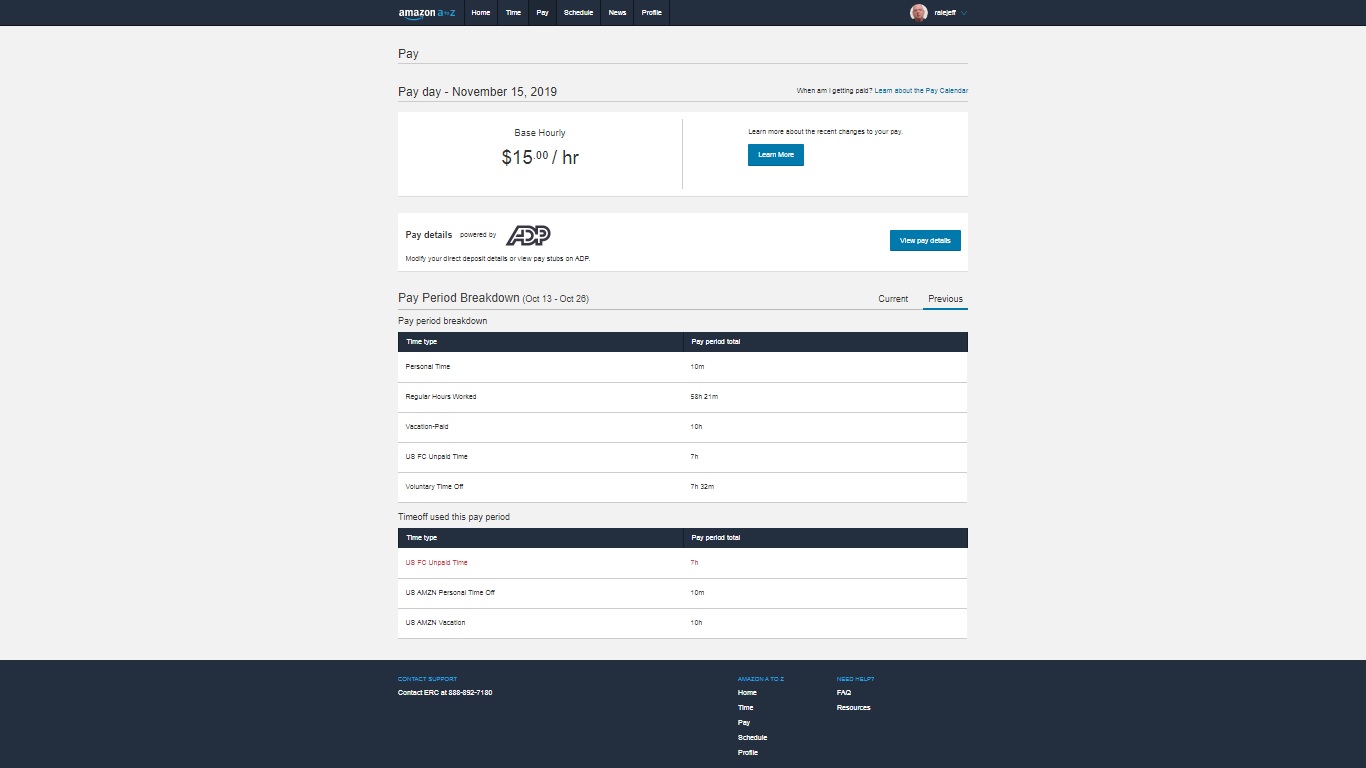 amazon a to z Home Time Pay Schedule News Profile ralejeff
Pay
Pay day - November 15, 2019 When am I getting paid? Learn about the Pay Calendar
Base Hourly
$15.00 / hr
Learn more about the recent changes to your pay.
Learn More
Pay details powered by ADP
Modify your direct deposit details or view pay stubs on ADP.
View pay details
Pay Period Breakdown (Oct 13 - Oct 26) Current Previous
Pay period breakdown
Time type Pay period total
Personal Time 10m
Regular Hours Worked 58h 21m
Vacation-Paid 10h
US FC Unpaid Time 7h
Voluntary Time Off 7h 32m
Timeoff used this pay period
Time type Pay period total
US FC Unpaid Time 7h
US AMZN Personal Time Off 10m
US AMZN Vacation 10h
CONTACT SUPPORT AMAZON A TO Z NEED HELP?
Contact ERC at 888-892-7180 Home FAQ
Time Resources
Pay
Schedule
Profile